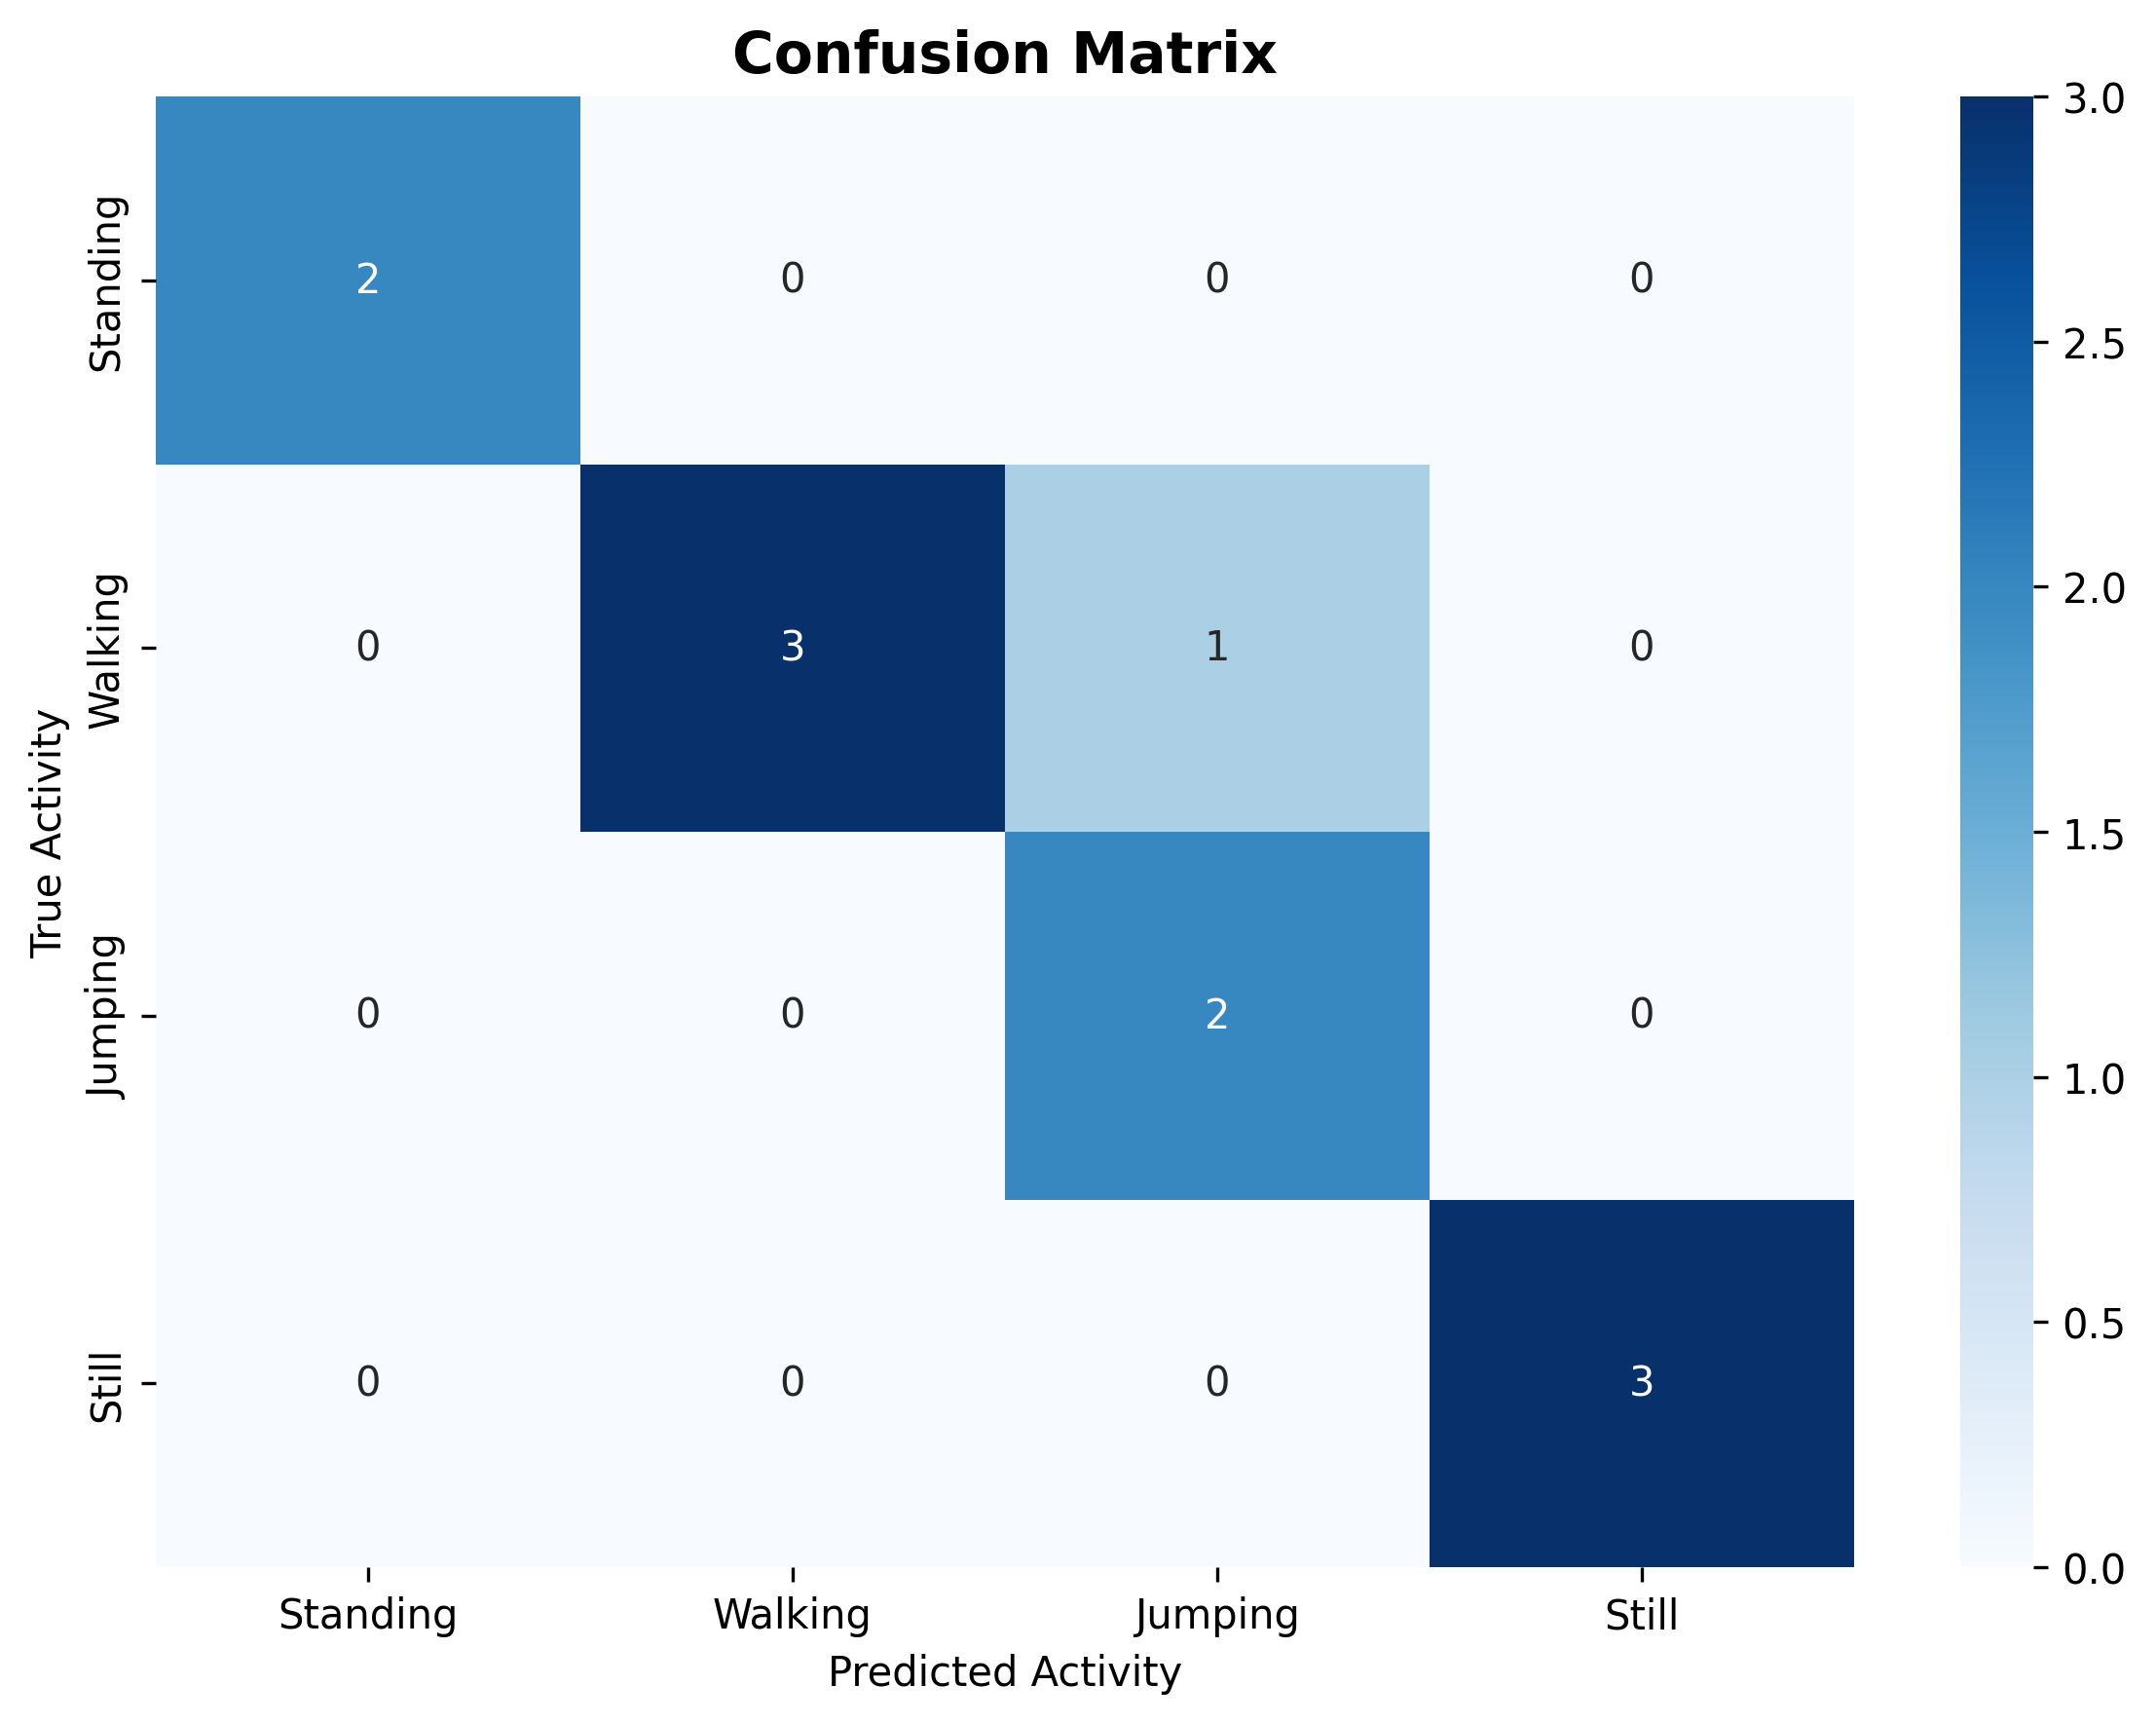 Confusion Matrix
Standing
2 0 0 0
Walking
0 3 1 0
Jumping
0 0 2 0
Still
0 0 0 3
True Activity
Standing Walking Jumping Still
Predicted Activity
3.0
2.5
2.0
1.5
1.0
0.5
0.0